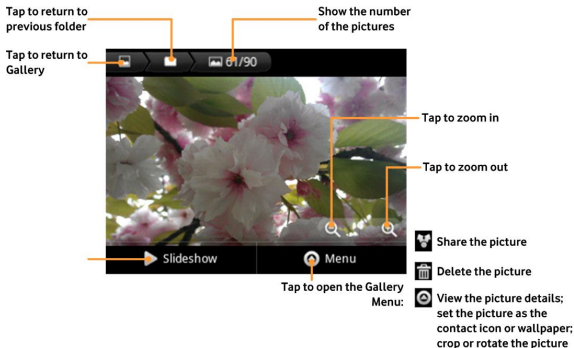 Tap to return to
previous folder
Show the number
of the pictures
Tap to return to
Gallery
61/90
Tap to zoom in
Tap to zoom out
Slideshow
Menu
Share the picture
Delete the picture
Tap to open the Gallery
Menu:
View the picture details;
set the picture as the
contact icon or wallpaper;
crop or rotate the picture